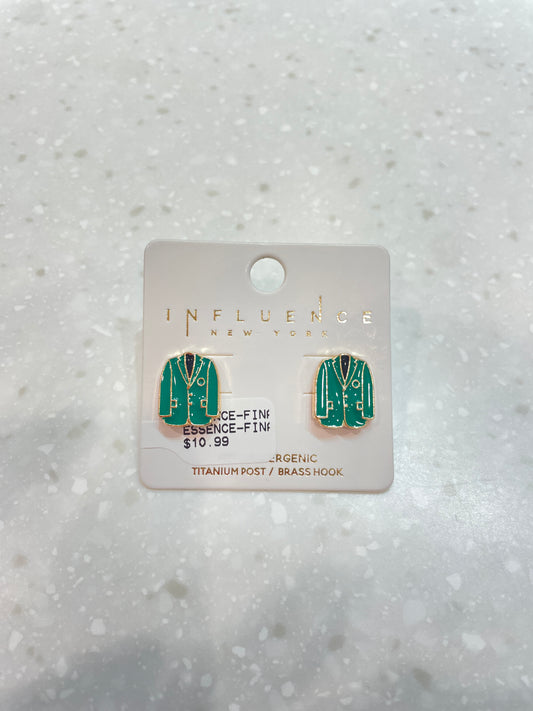 INFLUENCE
NEW YORK
ESSENCE-FINA
$10.99
ERGENIC
TITANIUM POST / BRASS HOOK